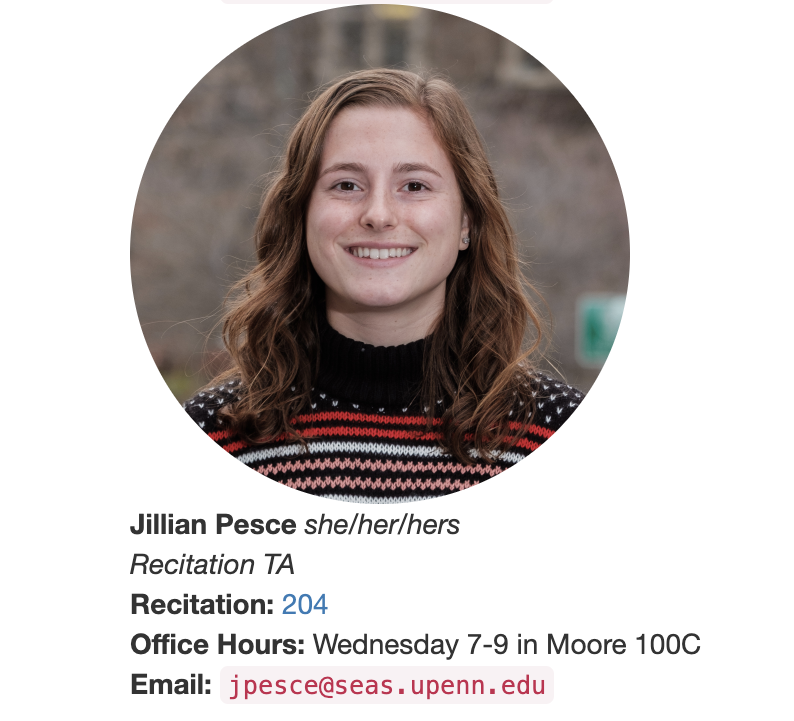 Jillian Pesce she/her/hers
Recitation TA
Recitation: 204
Office Hours: Wednesday 7-9 in Moore 100C
Email: jpesce@seas.upenn.edu